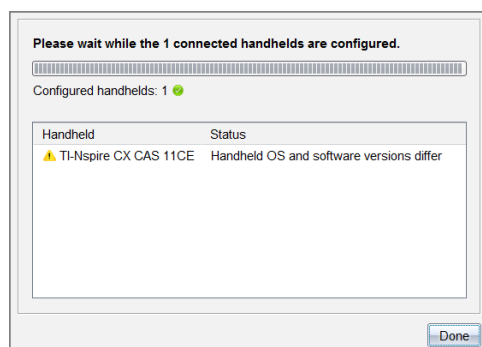 Please wait while the 1 connected handhelds are configured.
Configured handhelds: 1
Handheld Status
TI-Nspire CX CAS 11CE Handheld OS and software versions differ
Done